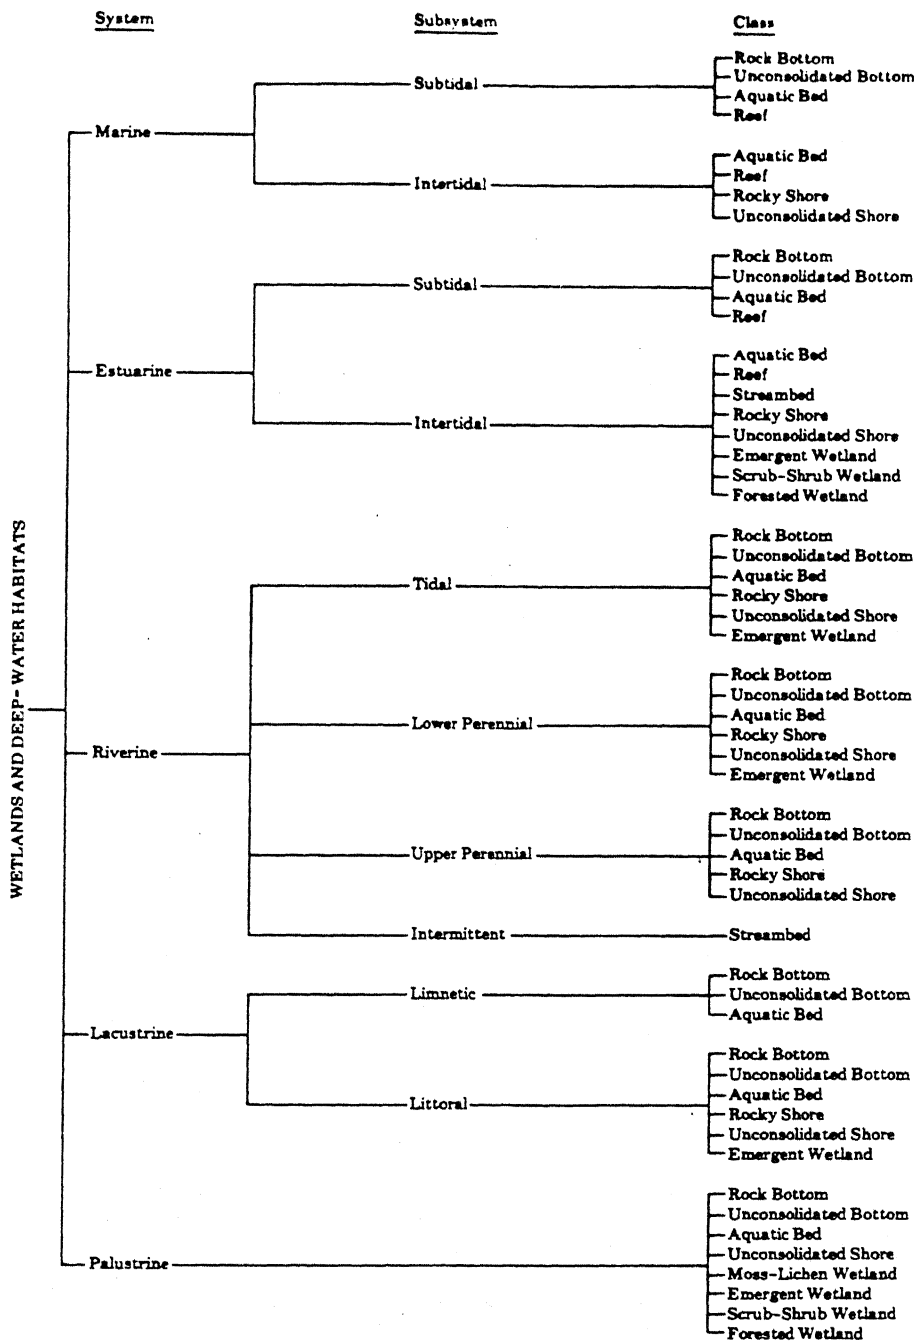 System Subsystem Class
Rock Bottom
Unconsolidated Bottom
Subtidal
Aquatic Bed
Reef
Marine
Aquatic Bed
Reef
Intertidal
Rocky Shore
Unconsolidated Shore
Rock Bottom
Unconsolidated Bottom
Subtidal
Aquatic Bed
Reef
Estuarine
Aquatic Bed
Reef
Streambed
Rocky Shore
Intertidal
Unconsolidated Shore
Emergent Wetland
Scrub-Shrub Wetland
Forested Wetland
WETLANDS AND DEEP-WATER HABITATS
Rock Bottom
Unconsolidated Bottom
Aquatic Bed
Tidal
Rocky Shore
Unconsolidated Shore
Emergent Wetland
Rock Bottom
Unconsolidated Bottom
Aquatic Bed
Lower Perennial
Rocky Shore
Unconsolidated Shore
Emergent Wetland
Riverine
Rock Bottom
Unconsolidated Bottom
Upper Perennial
Aquatic Bed
Rocky Shore
Unconsolidated Shore
Intermittent
Streambed
Rock Bottom
Limnetic
Unconsolidated Bottom
Aquatic Bed
Lacustrine
Rock Bottom
Unconsolidated Bottom
Aquatic Bed
Littoral
Rocky Shore
Unconsolidated Shore
Emergent Wetland
Rock Bottom
Unconsolidated Bottom
Aquatic Bed
Unconsolidated Shore
Palustrine
Moss-Lichen Wetland
Emergent Wetland
Scrub-Shrub Wetland
Forested Wetland